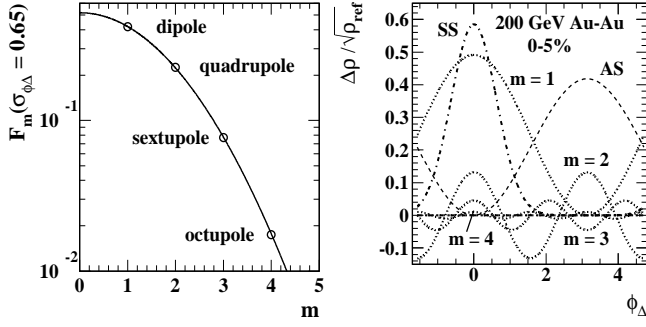 F_m(σ_ϕΔ = 0.65)
10^-1
10^-2
dipole
quadrupole
sextupole
octupole
0 1 2 3 4 5
m
Δρ / √ρ_ref
0.6
0.5
0.4
0.3
0.2
0.1
0
-0.1
SS
200 GeV Au-Au
0-5%
m = 1
AS
m = 2
m = 4
m = 3
0 2 4
ϕ_Δ